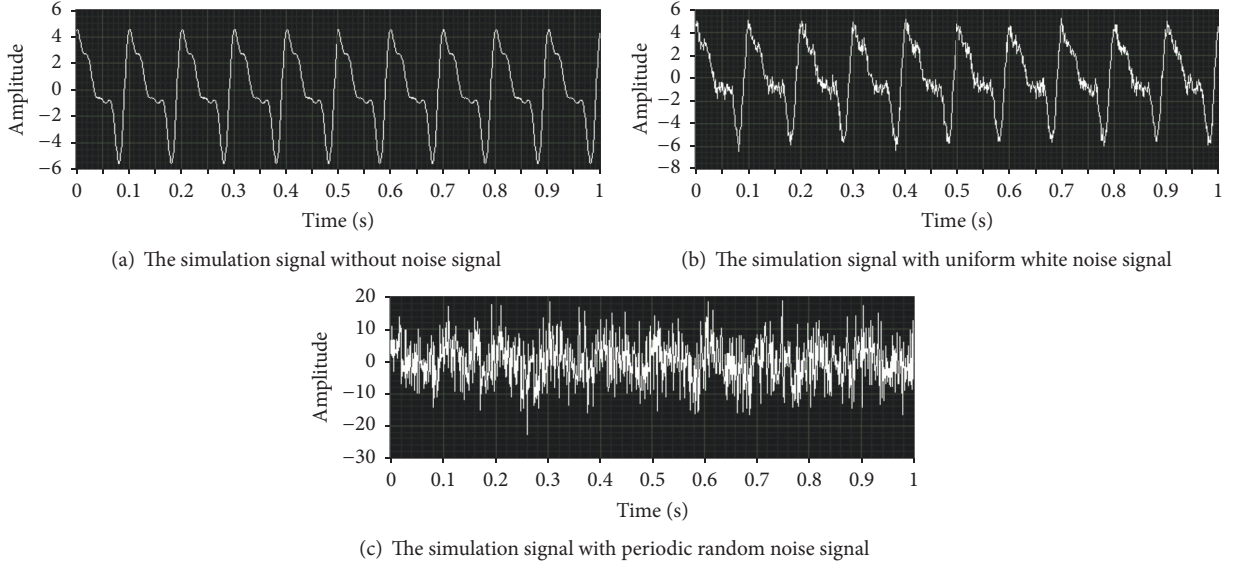 6
4
2
0
−2
−4
−6
Amplitude
0 0.1 0.2 0.3 0.4 0.5 0.6 0.7 0.8 0.9 1
Time (s)
(a) The simulation signal without noise signal
6
4
2
0
−2
−4
−6
−8
Amplitude
0 0.1 0.2 0.3 0.4 0.5 0.6 0.7 0.8 0.9 1
Time (s)
(b) The simulation signal with uniform white noise signal
20
10
0
−10
−20
−30
Amplitude
0 0.1 0.2 0.3 0.4 0.5 0.6 0.7 0.8 0.9 1
Time (s)
(c) The simulation signal with periodic random noise signal